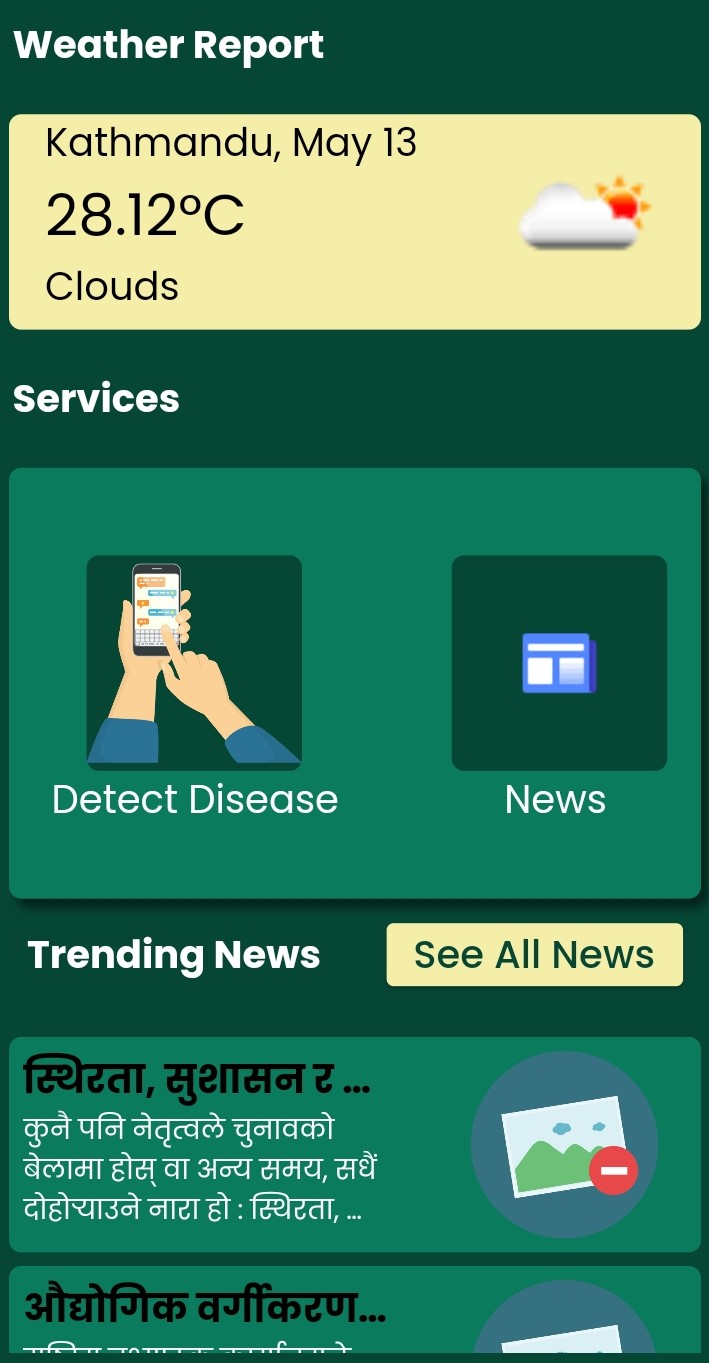 Weather Report
Kathmandu, May 13
28.12°C
Clouds
Services
Detect Disease
News
Trending News
See All News
स्थिरता, सुशासन र ...
कुनै पनि नेतृत्वले चुनावको
बेलामा होस् वा अन्य समय, सधैं
दोहोऱ्याउने नारा हो : स्थिरता, ...
औद्योगिक वर्गीकरण...